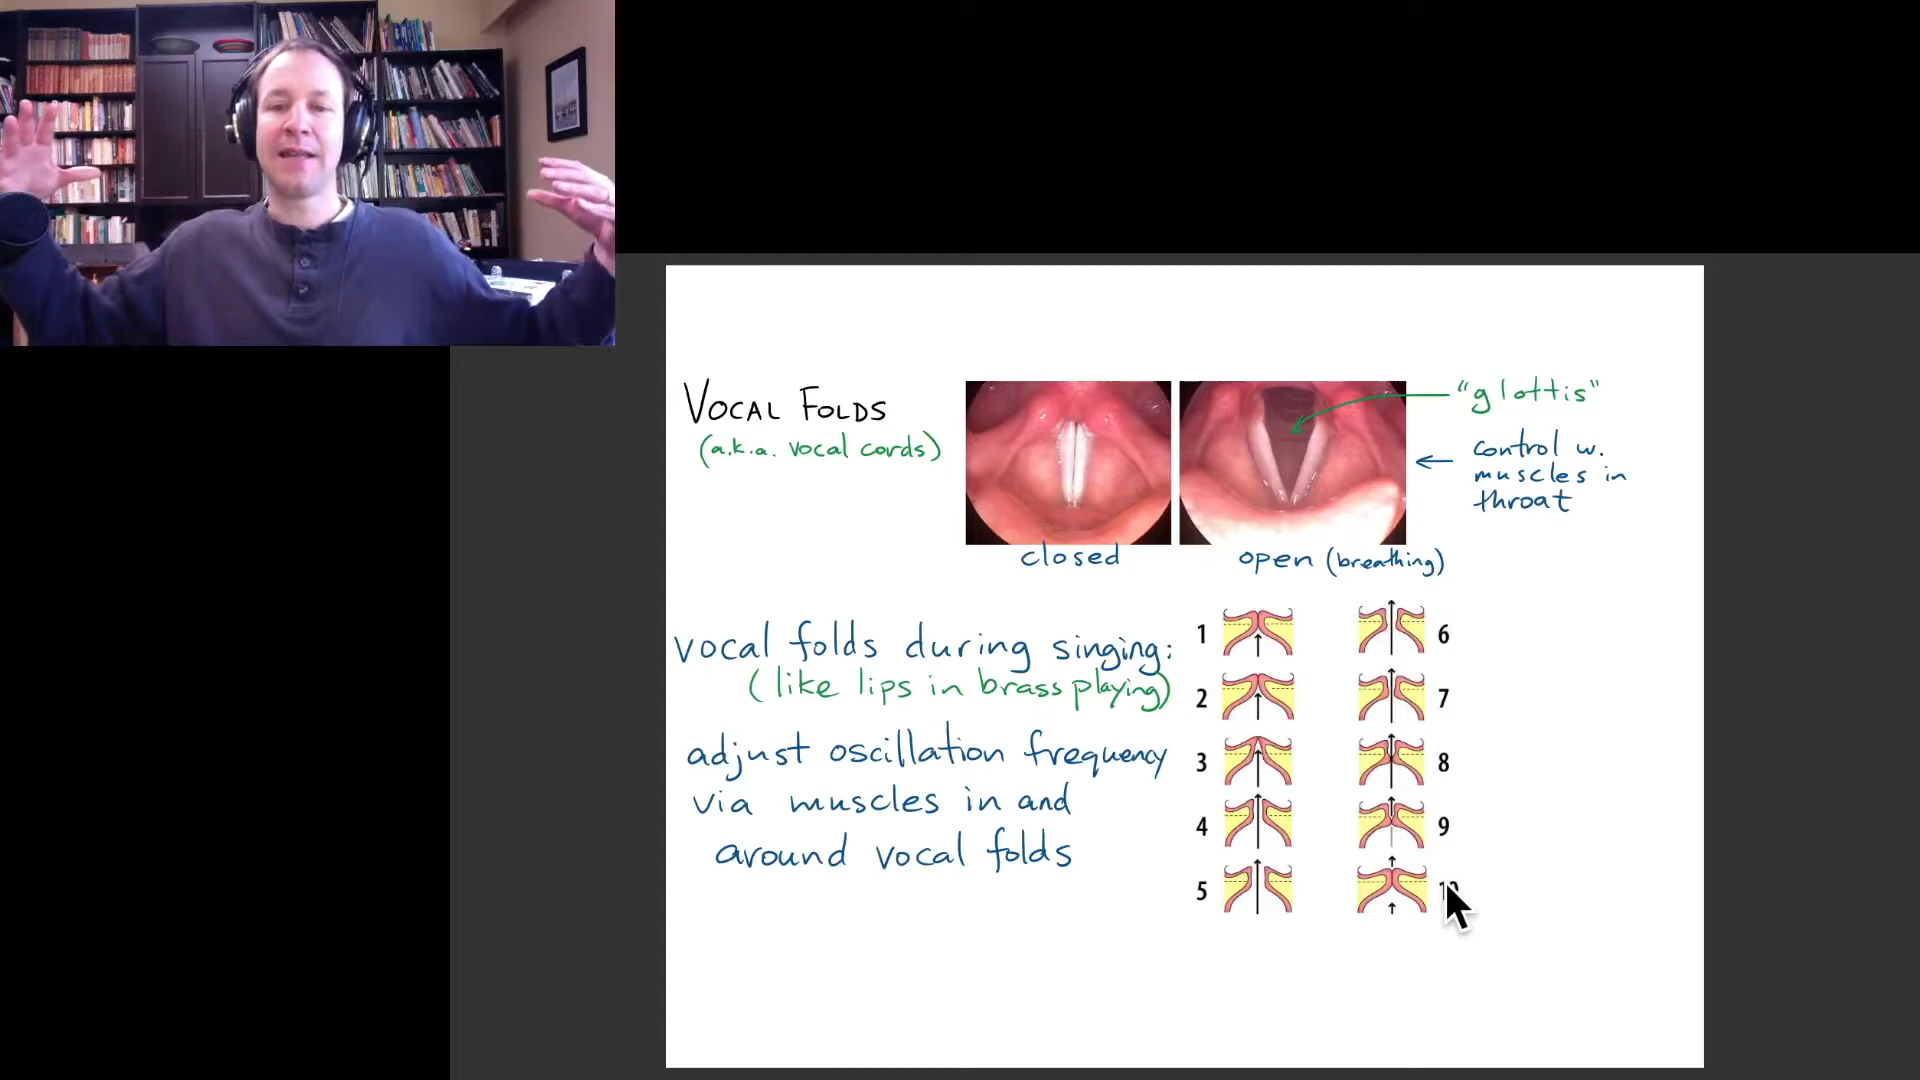 VOCAL FOLDS
(a.k.a. vocal cords)
"glottis"
control w.
muscles in
throat
closed
open (breathing)
vocal folds during singing:
(like lips in brass playing)
adjust oscillation frequency
via muscles in and
around vocal folds
1
2
3
4
5
6
7
8
9
10